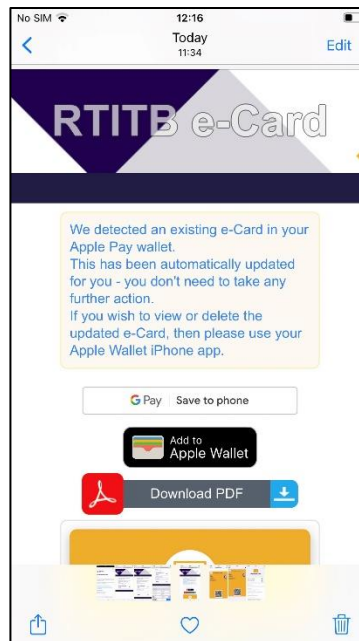 No SIM 12:16
Today
11:34
Edit
RTITB e-Card
We detected an existing e-Card in your
Apple Pay wallet.
This has been automatically updated
for you - you don't need to take any
further action.
If you wish to view or delete the
updated e-Card, then please use your
Apple Wallet iPhone app.
G Pay Save to phone
Add to
Apple Wallet
Download PDF